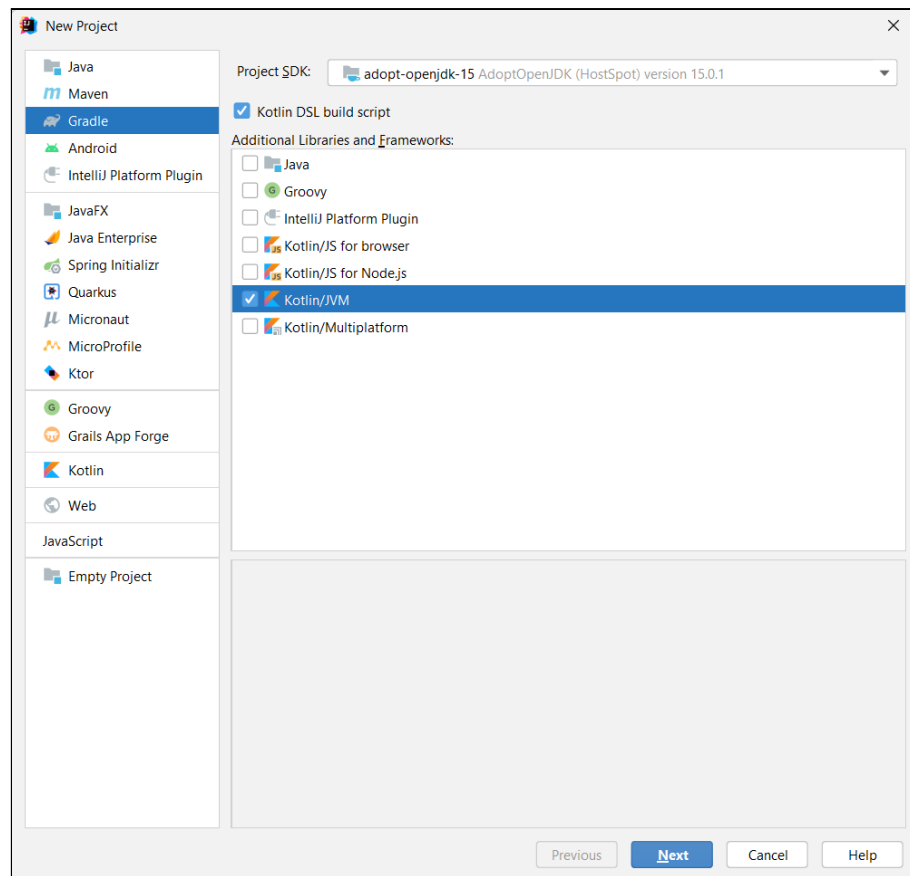 New Project
Java
Maven
Gradle
Android
IntelliJ Platform Plugin
JavaFX
Java Enterprise
Spring Initializr
Quarkus
Micronaut
MicroProfile
Ktor
Groovy
Grails App Forge
Kotlin
Web
JavaScript
Empty Project
Project SDK: adopt-openjdk-15 AdoptOpenJDK (HostSpot) version 15.0.1
Kotlin DSL build script
Additional Libraries and Frameworks:
Java
G Groovy
IntelliJ Platform Plugin
JS Kotlin/JS for browser
JS Kotlin/JS for Node.js
Kotlin/JVM
Kotlin/Multiplatform
Previous Next Cancel Help